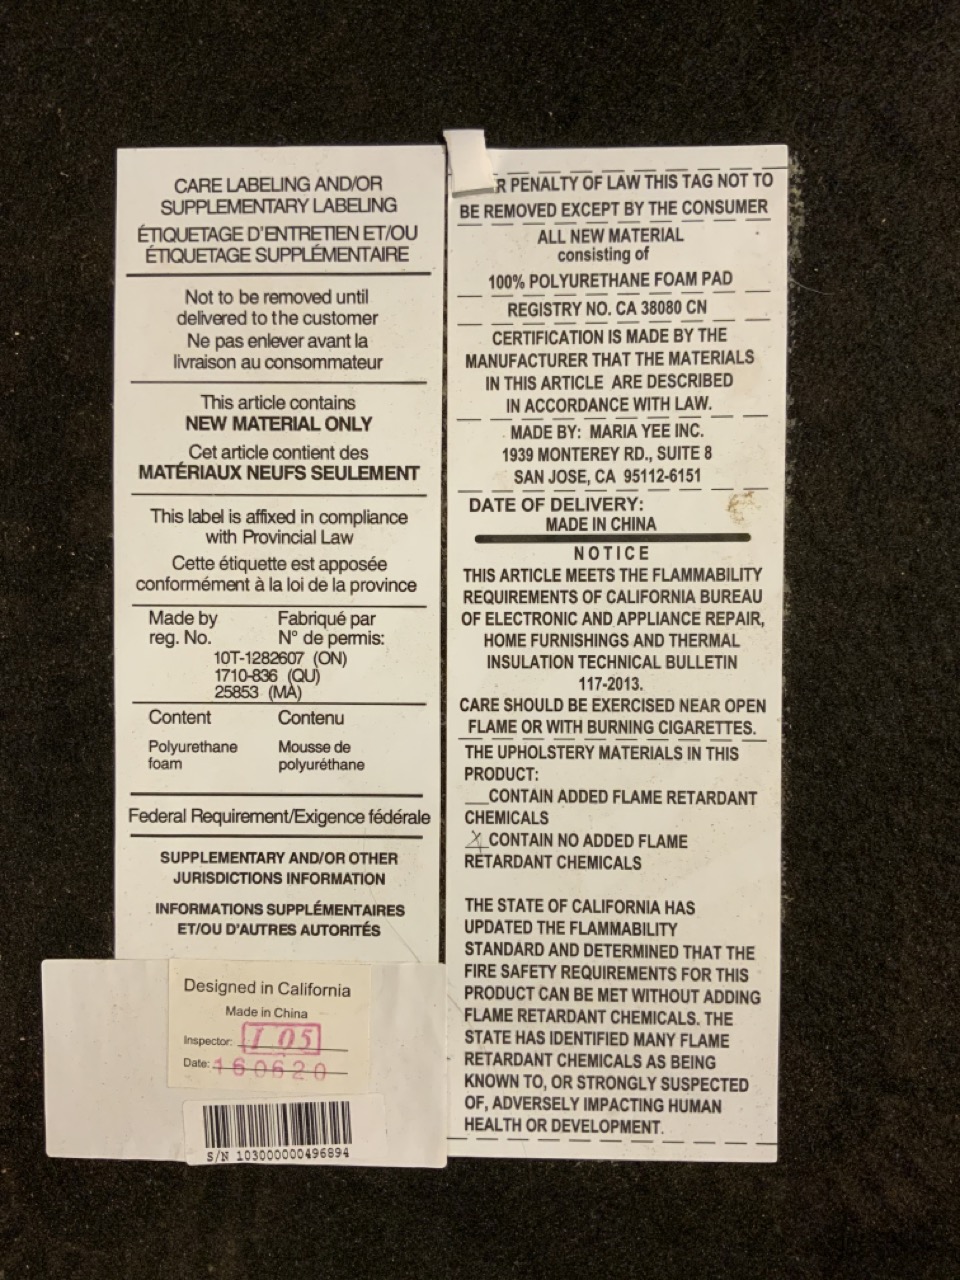 CARE LABELING AND/OR
SUPPLEMENTARY LABELING
ÉTIQUETAGE D'ENTRETIEN ET/OU
ÉTIQUETAGE SUPPLÉMENTAIRE
Not to be removed until
delivered to the customer
Ne pas enlever avant la
livraison au consommateur
This article contains
NEW MATERIAL ONLY
Cet article contient des
MATÉRIAUX NEUFS SEULEMENT
This label is affixed in compliance
with Provincial Law
Cette étiquette est apposée
conformément à la loi de la province
Made by Fabriqué par
reg. No. N° de permis:
10T-1282607 (ON)
1710-836 (QU)
25853 (MA)
Content Contenu
Polyurethane Mousse de
foam polyuréthane
Federal Requirement/Exigence fédérale
SUPPLEMENTARY AND/OR OTHER
JURISDICTIONS INFORMATION
INFORMATIONS SUPPLÉMENTAIRES
ET/OU D'AUTRES AUTORITÉS
Designed in California
Made in China
Inspector: I 05
Date: 160620
S/N 103000000496894
R PENALTY OF LAW THIS TAG NOT TO
BE REMOVED EXCEPT BY THE CONSUMER
ALL NEW MATERIAL
consisting of
100% POLYURETHANE FOAM PAD
REGISTRY NO. CA 38080 CN
CERTIFICATION IS MADE BY THE
MANUFACTURER THAT THE MATERIALS
IN THIS ARTICLE ARE DESCRIBED
IN ACCORDANCE WITH LAW.
MADE BY: MARIA YEE INC.
1939 MONTEREY RD., SUITE 8
SAN JOSE, CA 95112-6151
DATE OF DELIVERY:
MADE IN CHINA
NOTICE
THIS ARTICLE MEETS THE FLAMMABILITY
REQUIREMENTS OF CALIFORNIA BUREAU
OF ELECTRONIC AND APPLIANCE REPAIR,
HOME FURNISHINGS AND THERMAL
INSULATION TECHNICAL BULLETIN
117-2013.
CARE SHOULD BE EXERCISED NEAR OPEN
FLAME OR WITH BURNING CIGARETTES.
THE UPHOLSTERY MATERIALS IN THIS
PRODUCT:
__CONTAIN ADDED FLAME RETARDANT
CHEMICALS
X CONTAIN NO ADDED FLAME
RETARDANT CHEMICALS
THE STATE OF CALIFORNIA HAS
UPDATED THE FLAMMABILITY
STANDARD AND DETERMINED THAT THE
FIRE SAFETY REQUIREMENTS FOR THIS
PRODUCT CAN BE MET WITHOUT ADDING
FLAME RETARDANT CHEMICALS. THE
STATE HAS IDENTIFIED MANY FLAME
RETARDANT CHEMICALS AS BEING
KNOWN TO, OR STRONGLY SUSPECTED
OF, ADVERSELY IMPACTING HUMAN
HEALTH OR DEVELOPMENT.